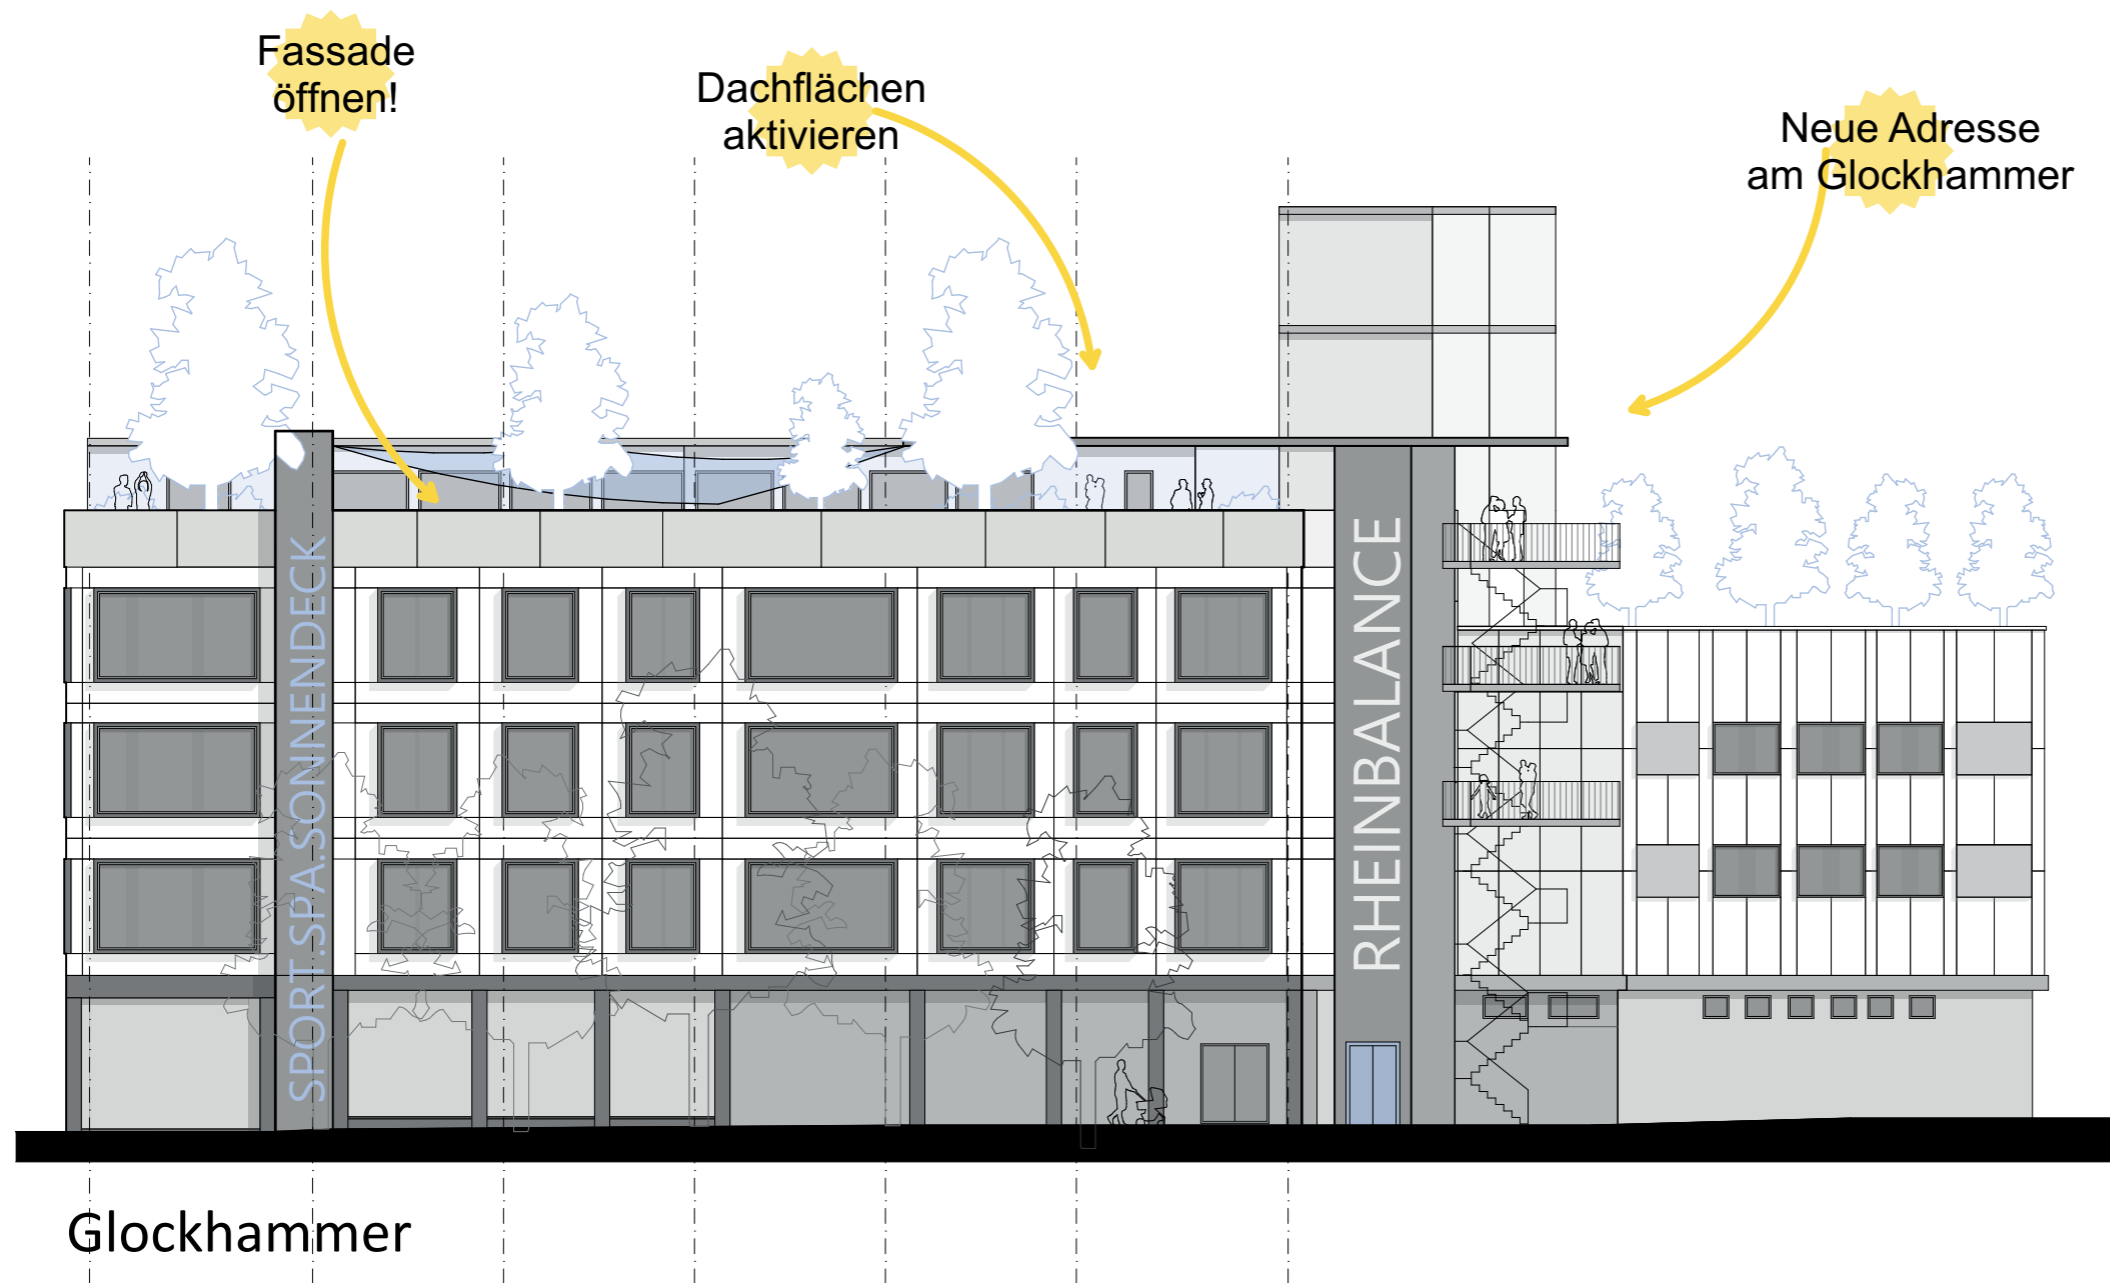 Fassade
öffnen!
Dachflächen
aktivieren
Neue Adresse
am Glockhammer
SPORT.SPA.SONNENDECK
RHEINBALANCE
Glockhammer